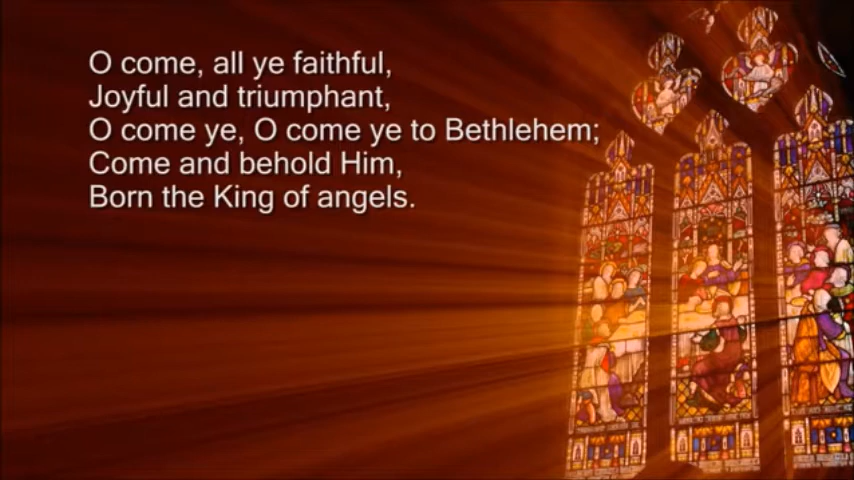 O come, all ye faithful,
Joyful and triumphant,
O come ye, O come ye to Bethlehem;
Come and behold Him,
Born the King of angels.